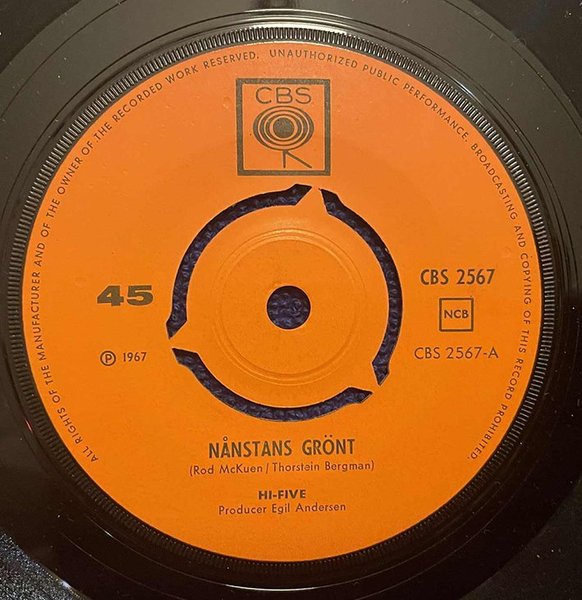 ALL RIGHTS OF THE MANUFACTURER AND OF THE OWNER OF THE RECORDED WORK RESERVED. UNAUTHORIZED PUBLIC PERFORMANCE, BROADCASTING AND COPYING OF THIS RECORD PROHIBITED.
CBS
45
CBS 2567
NCB
Ⓟ 1967
CBS 2567-A
NÅNSTANS GRÖNT
(Rod McKuen/Thorstein Bergman)
HI-FIVE
Producer Egil Andersen